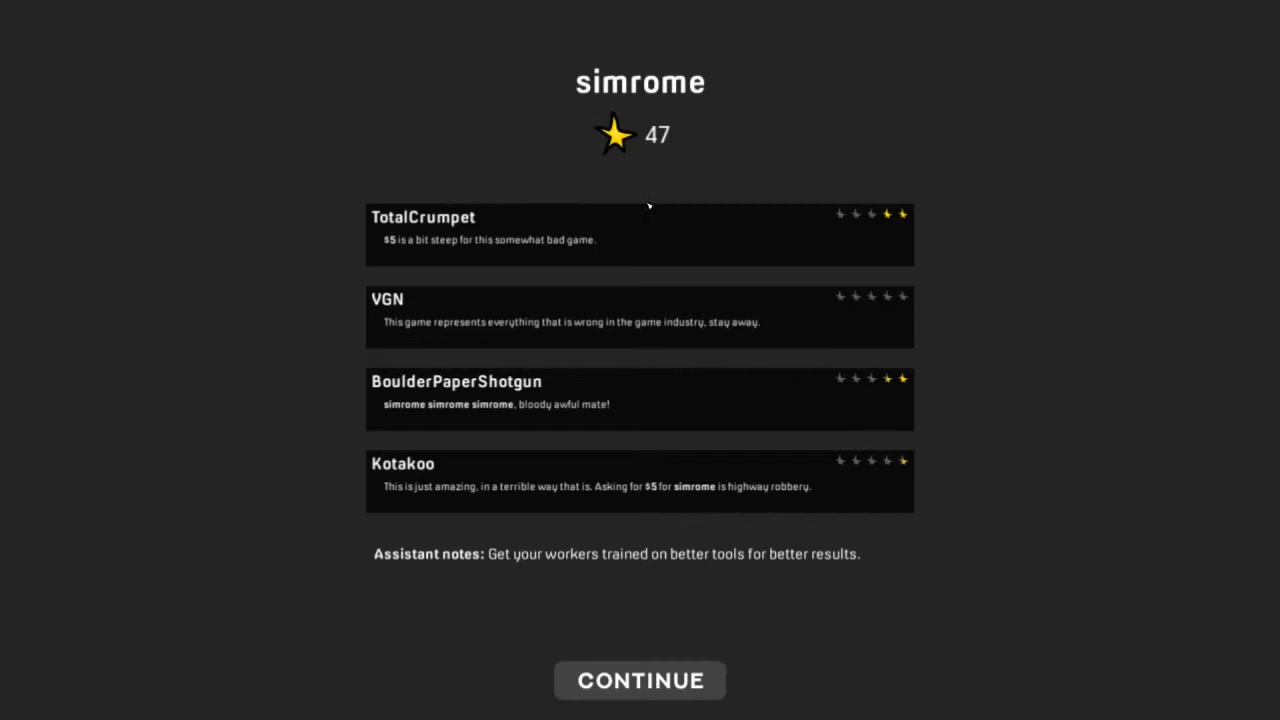 simrome
47
TotalCrumpet
$5 is a bit steep for this somewhat bad game.
VGN
This game represents everything that is wrong in the game industry, stay away.
BoulderPaperShotgun
simrome simrome simrome, bloody awful mate!
Kotakoo
This is just amazing, in a terrible way that is. Asking for $5 for simrome is highway robbery.
Assistant notes: Get your workers trained on better tools for better results.
CONTINUE